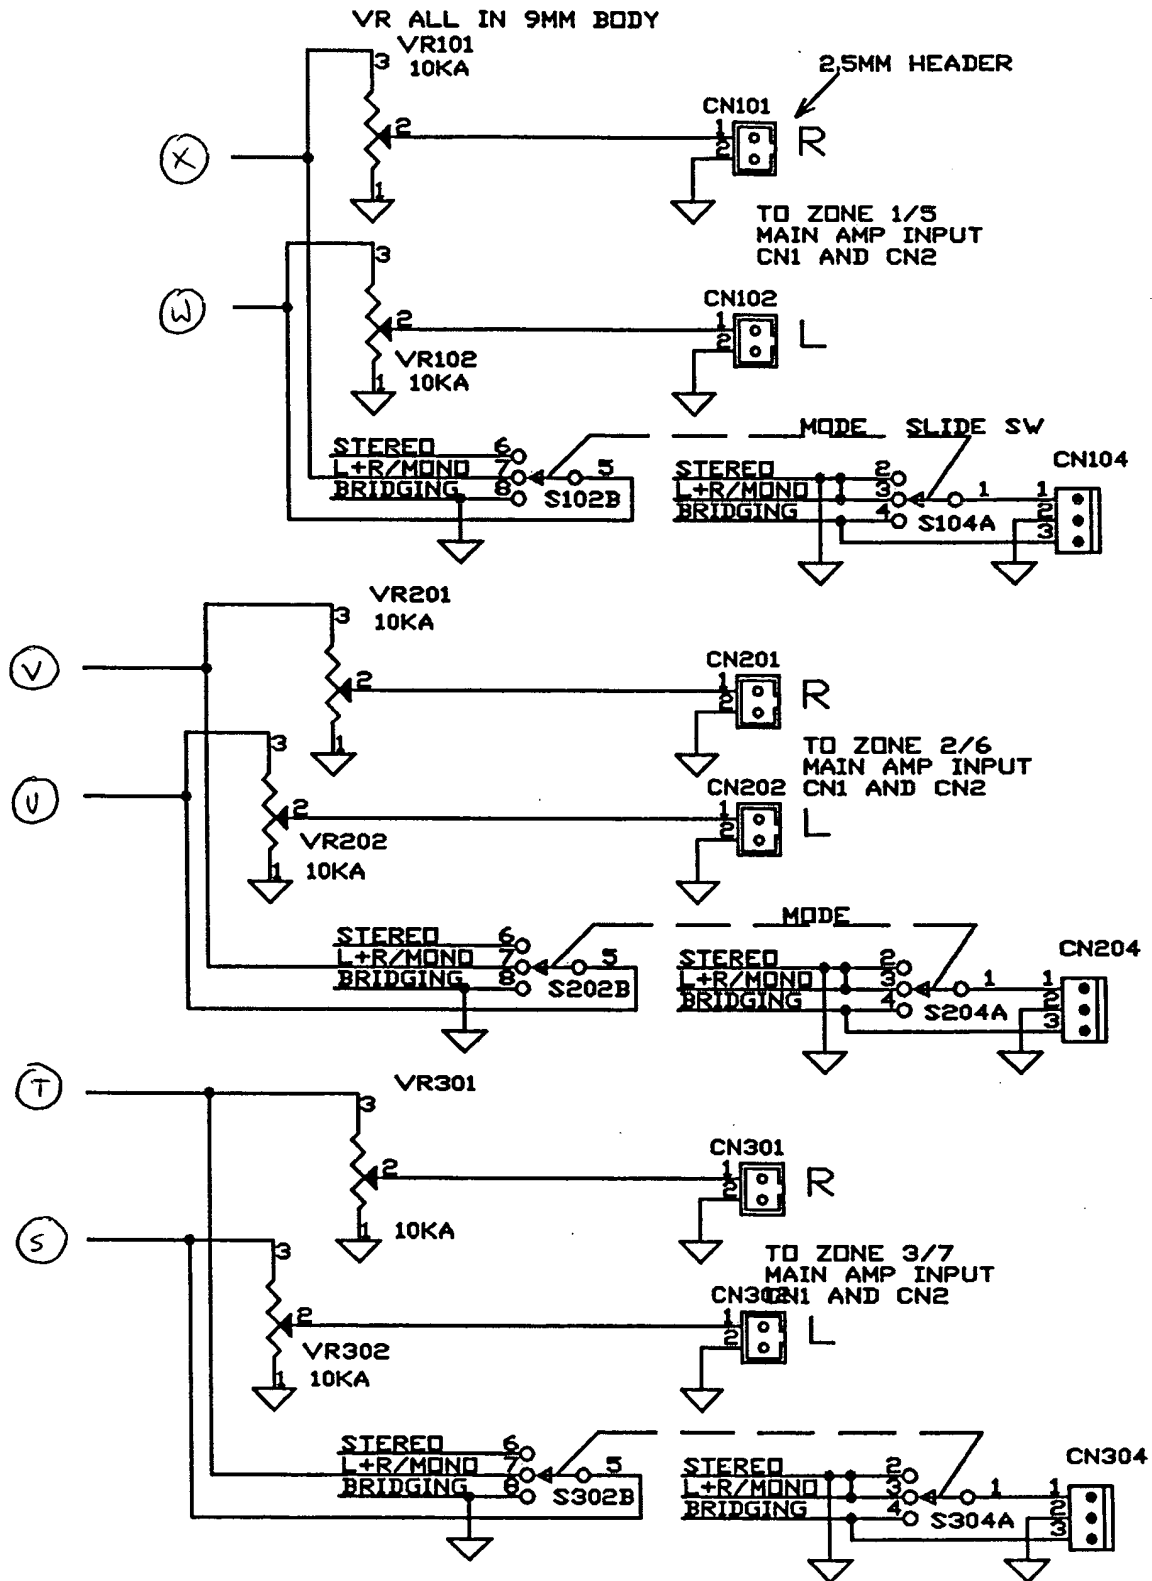 VR ALL IN 9MM BODY
VR101
10KA
3
2
1
2.5MM HEADER
CN101
1
2
R
X
TO ZONE 1/5
MAIN AMP INPUT
CN1 AND CN2
3
2
1
W
VR102
10KA
CN102
1
2
L
MODE SLIDE SW
STEREO 6
L+R/MONO 7
BRIDGING 8
5
S102B
STEREO 2
L+R/MONO 3
BRIDGING 4
1
S104A
CN104
1
2
3
VR201
10KA
3
2
1
V
CN201
1
2
R
TO ZONE 2/6
MAIN AMP INPUT
CN1 AND CN2
U
3
2
1
VR202
10KA
CN202
1
2
L
MODE
STEREO 6
L+R/MONO 7
BRIDGING 8
5
S202B
STEREO 2
L+R/MONO 3
BRIDGING 4
1
S204A
CN204
1
2
3
T
VR301
3
2
1
10KA
CN301
1
2
R
TO ZONE 3/7
MAIN AMP INPUT
CN1 AND CN2
S
3
2
1
VR302
10KA
CN302
1
2
L
STEREO 6
L+R/MONO 7
BRIDGING 8
5
S302B
STEREO 2
L+R/MONO 3
BRIDGING 4
1
S304A
CN304
1
2
3